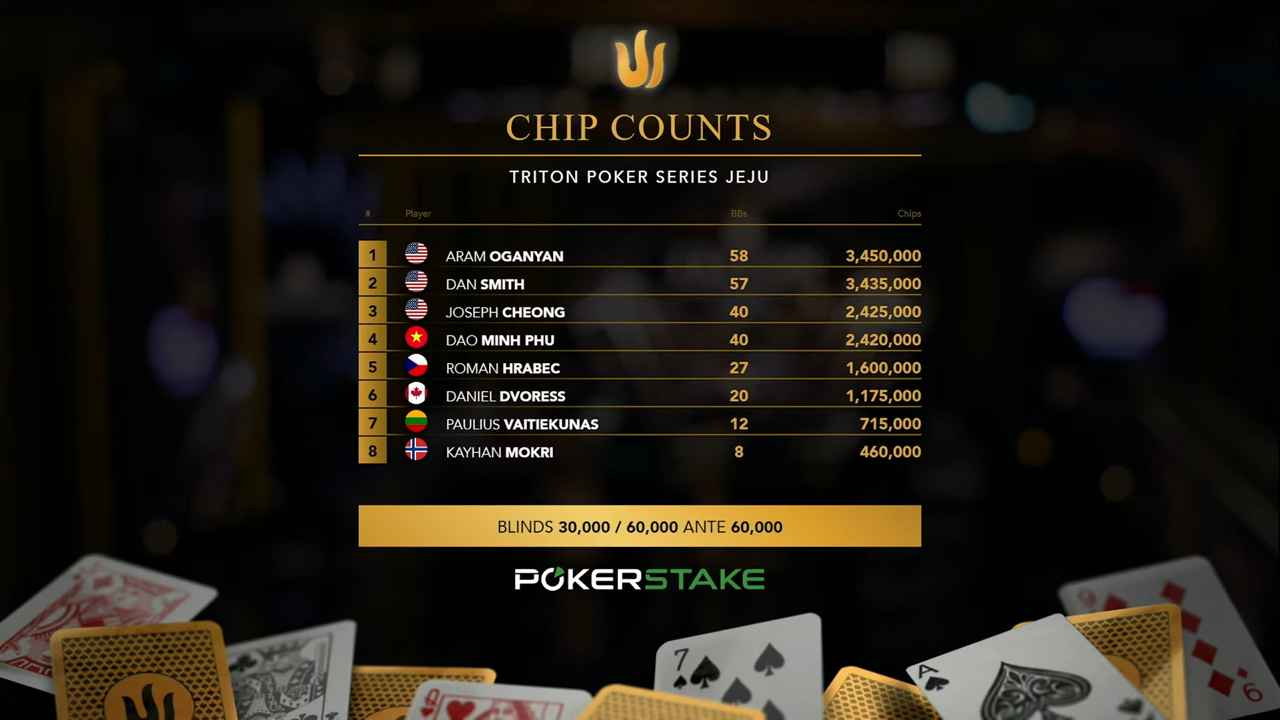 CHIP COUNTS
TRITON POKER SERIES JEJU
# Player BBs Chips
1 ARAM OGANYAN 58 3,450,000
2 DAN SMITH 57 3,435,000
3 JOSEPH CHEONG 40 2,425,000
4 DAO MINH PHU 40 2,420,000
5 ROMAN HRABEC 27 1,600,000
6 DANIEL DVORESS 20 1,175,000
7 PAULIUS VAITIEKUNAS 12 715,000
8 KAYHAN MOKRI 8 460,000
BLINDS 30,000 / 60,000 ANTE 60,000
POKERSTAKE
7
A
9
9